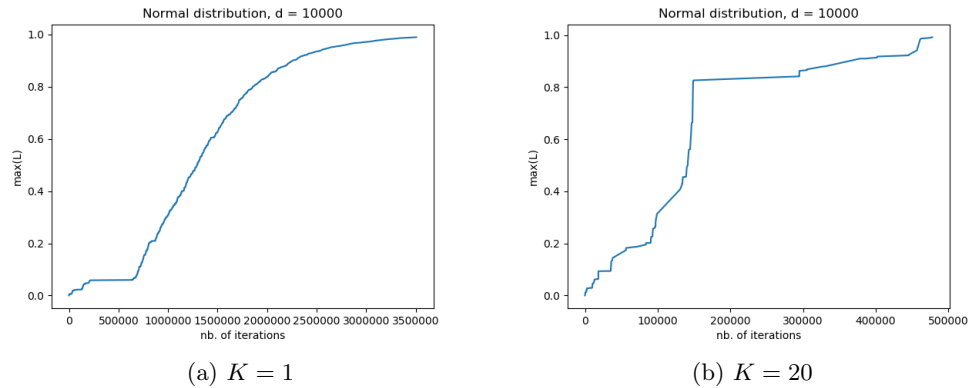 Normal distribution, d = 10000
max(L)
1.0
0.8
0.6
0.4
0.2
0.0
0 500000 1000000 1500000 2000000 2500000 3000000 3500000
nb. of iterations
(a) K = 1
Normal distribution, d = 10000
max(L)
1.0
0.8
0.6
0.4
0.2
0.0
0 100000 200000 300000 400000 500000
nb. of iterations
(b) K = 20